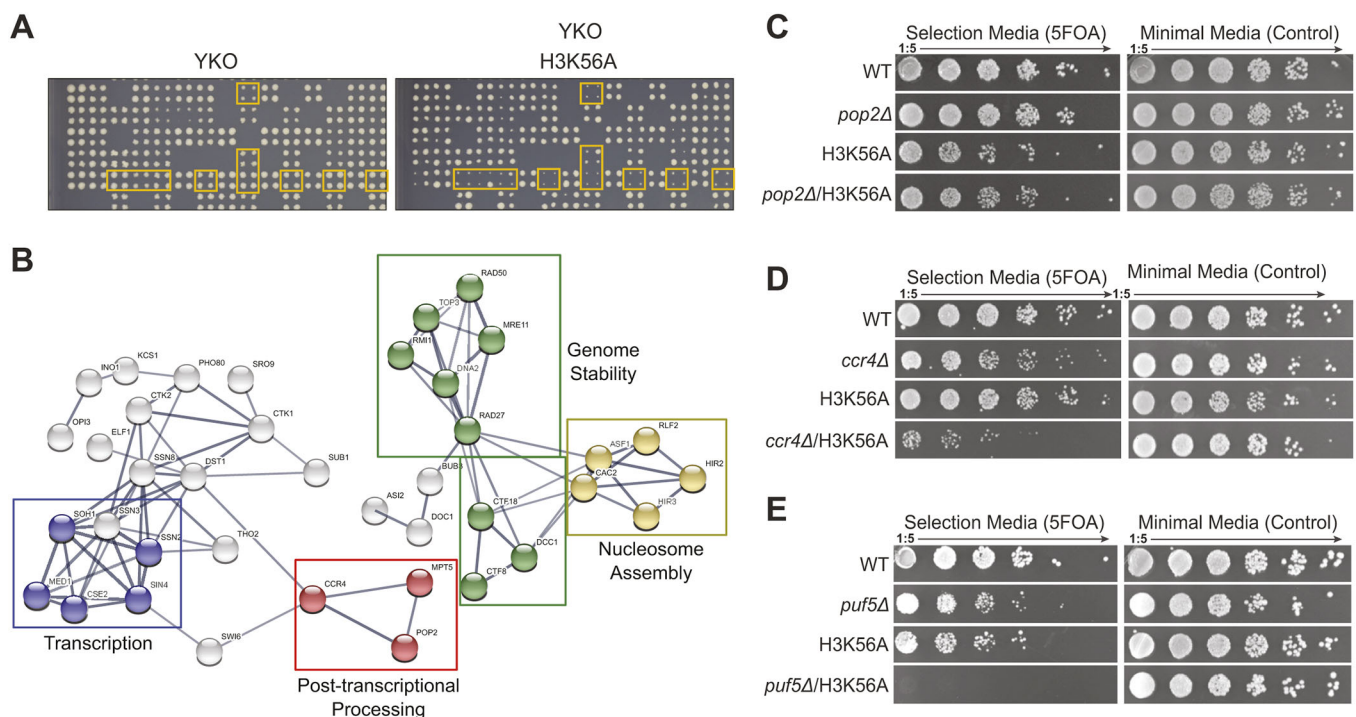 A
YKO
YKO
H3K56A
B
RAD50
TOP3
MRE11
RMI1
DNA2
RAD27
Genome
Stability
KCS1
INO1
PHO80
SRO9
CTK2
CTK1
OPI3
ELF1
SSN8
DST1
SUB1
SOH1
SSN3
SSN2
THO2
MED1
CSE2
SIN4
SWI6
Transcription
BUB3
ASI2
DOC1
CTF18
DCC1
CTF8
ASF1
RLF2
CAC2
HIR2
HIR3
Nucleosome
Assembly
CCR4
MPT5
POP2
Post-transcriptional
Processing
C
Selection Media (5FOA)
Minimal Media (Control)
1:5
1:5
WT
pop2Δ
H3K56A
pop2Δ/H3K56A
D
Selection Media (5FOA)
Minimal Media (Control)
1:5
1:5
WT
ccr4Δ
H3K56A
ccr4Δ/H3K56A
E
Selection Media (5FOA)
Minimal Media (Control)
WT
puf5Δ
H3K56A
puf5Δ/H3K56A